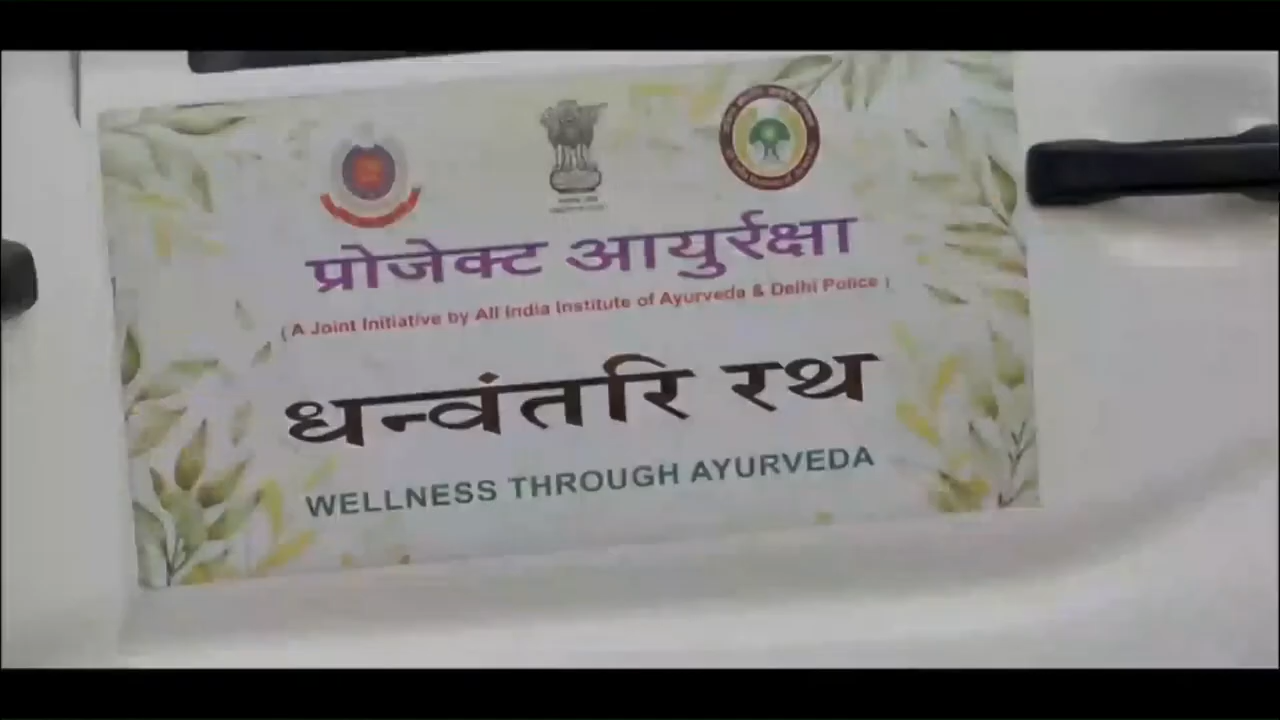 प्रोजेक्ट आयुर्रक्षा
( A Joint Initiative by All India Institute of Ayurveda & Delhi Police )
धन्वंतरि रथ
WELLNESS THROUGH AYURVEDA